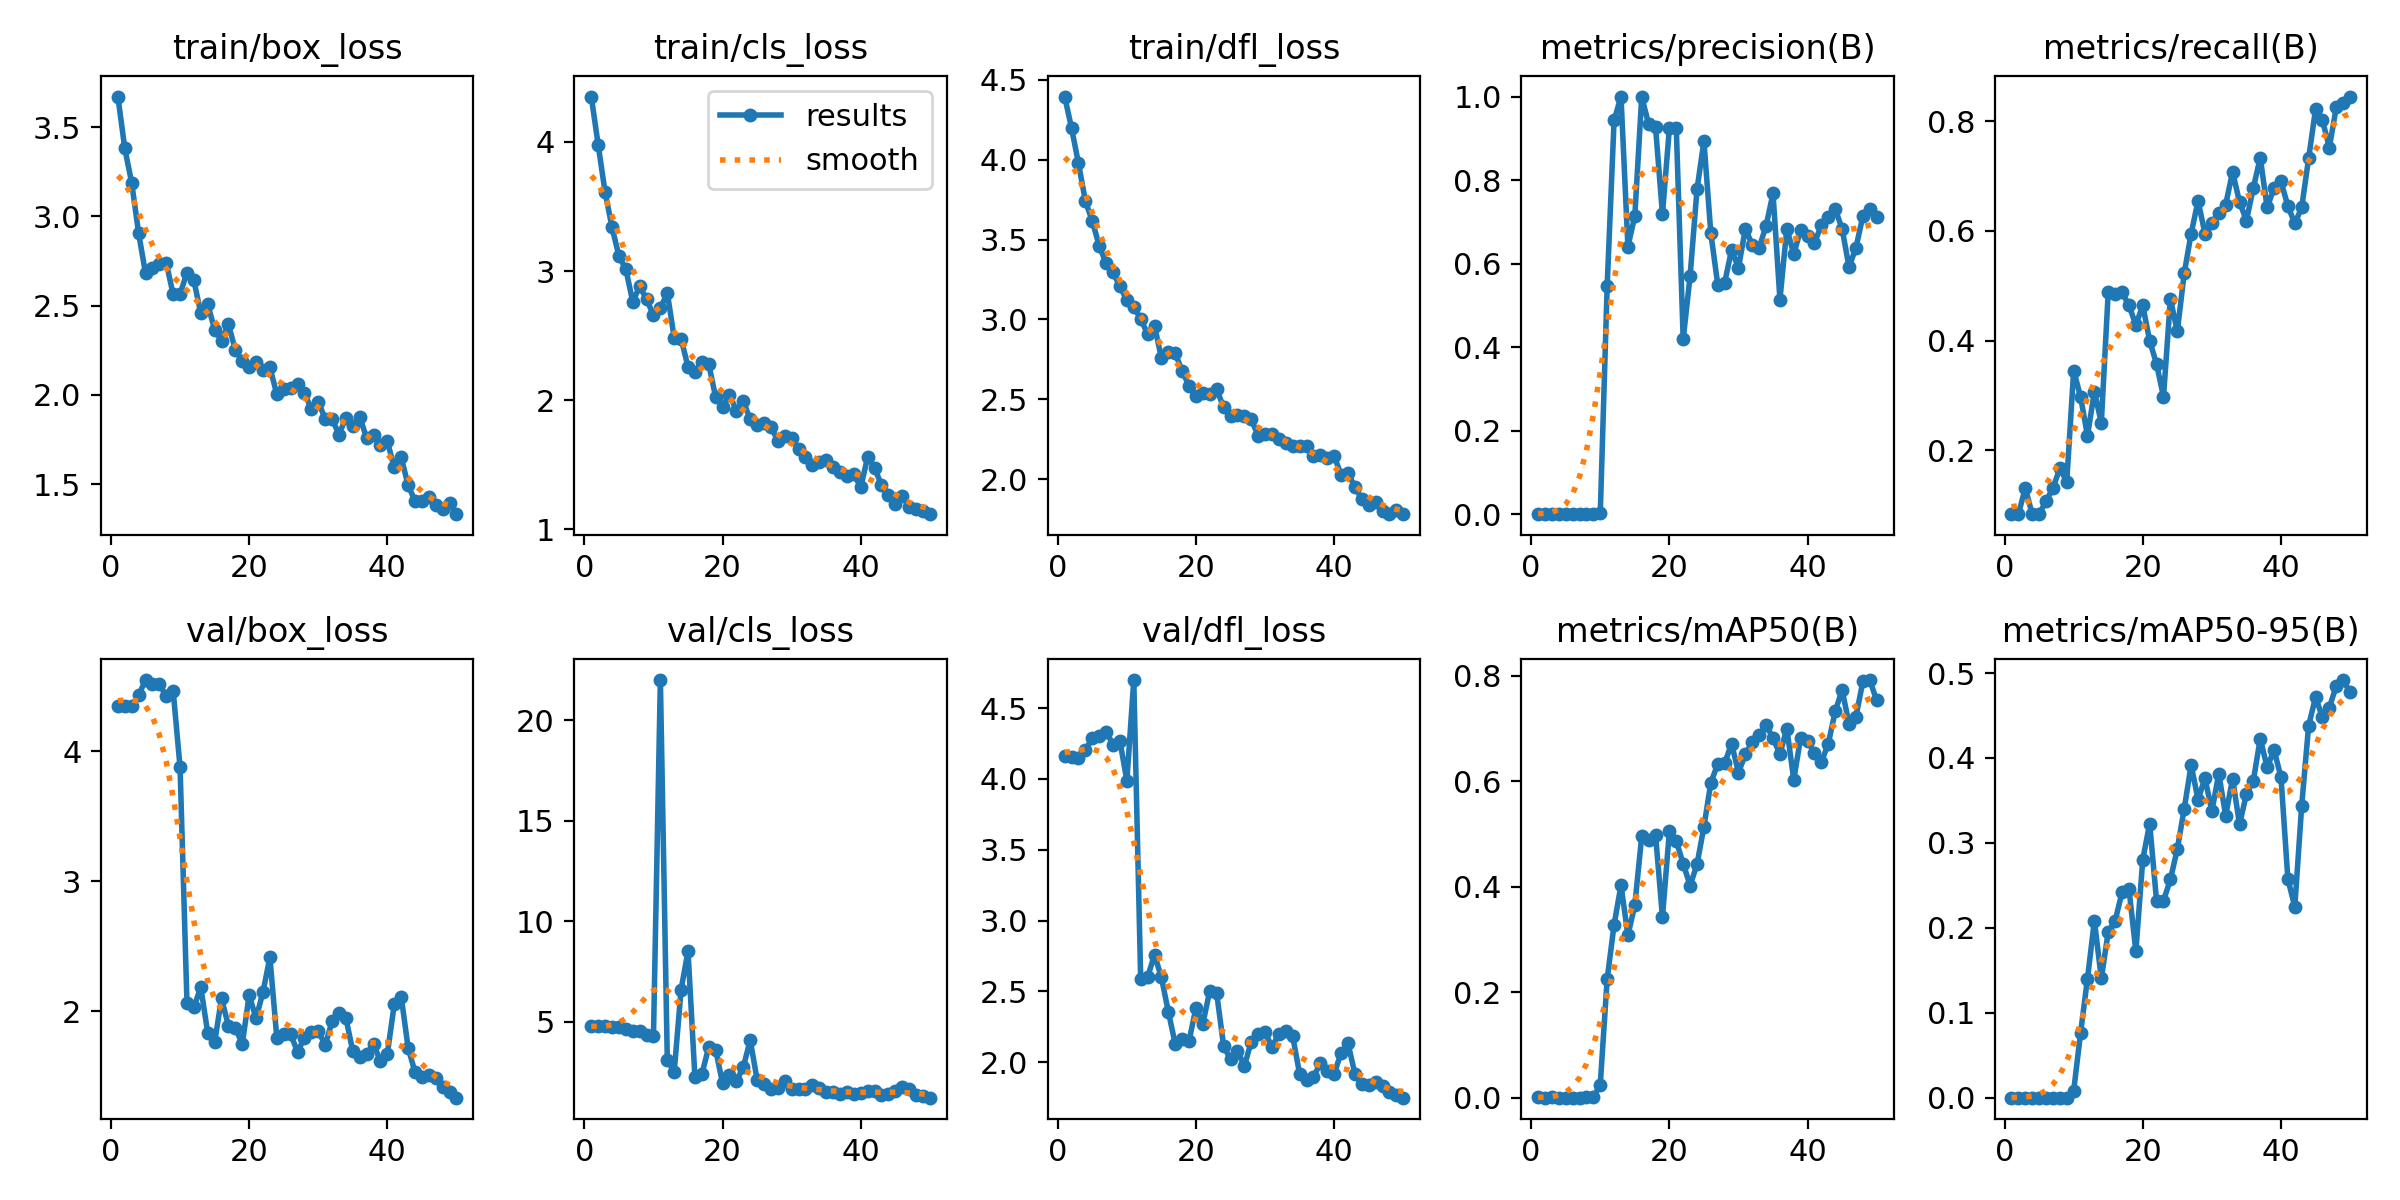 train/box_loss
train/cls_loss
train/dfl_loss
metrics/precision(B)
metrics/recall(B)
3.5
3.0
2.5
2.0
1.5
0 20 40
results
smooth
4
3
2
1
0 20 40
4.5
4.0
3.5
3.0
2.5
2.0
0 20 40
1.0
0.8
0.6
0.4
0.2
0.0
0 20 40
0.8
0.6
0.4
0.2
0 20 40
val/box_loss
val/cls_loss
val/dfl_loss
metrics/mAP50(B)
metrics/mAP50-95(B)
4
3
2
0 20 40
20
15
10
5
0 20 40
4.5
4.0
3.5
3.0
2.5
2.0
0 20 40
0.8
0.6
0.4
0.2
0.0
0 20 40
0.5
0.4
0.3
0.2
0.1
0.0
0 20 40